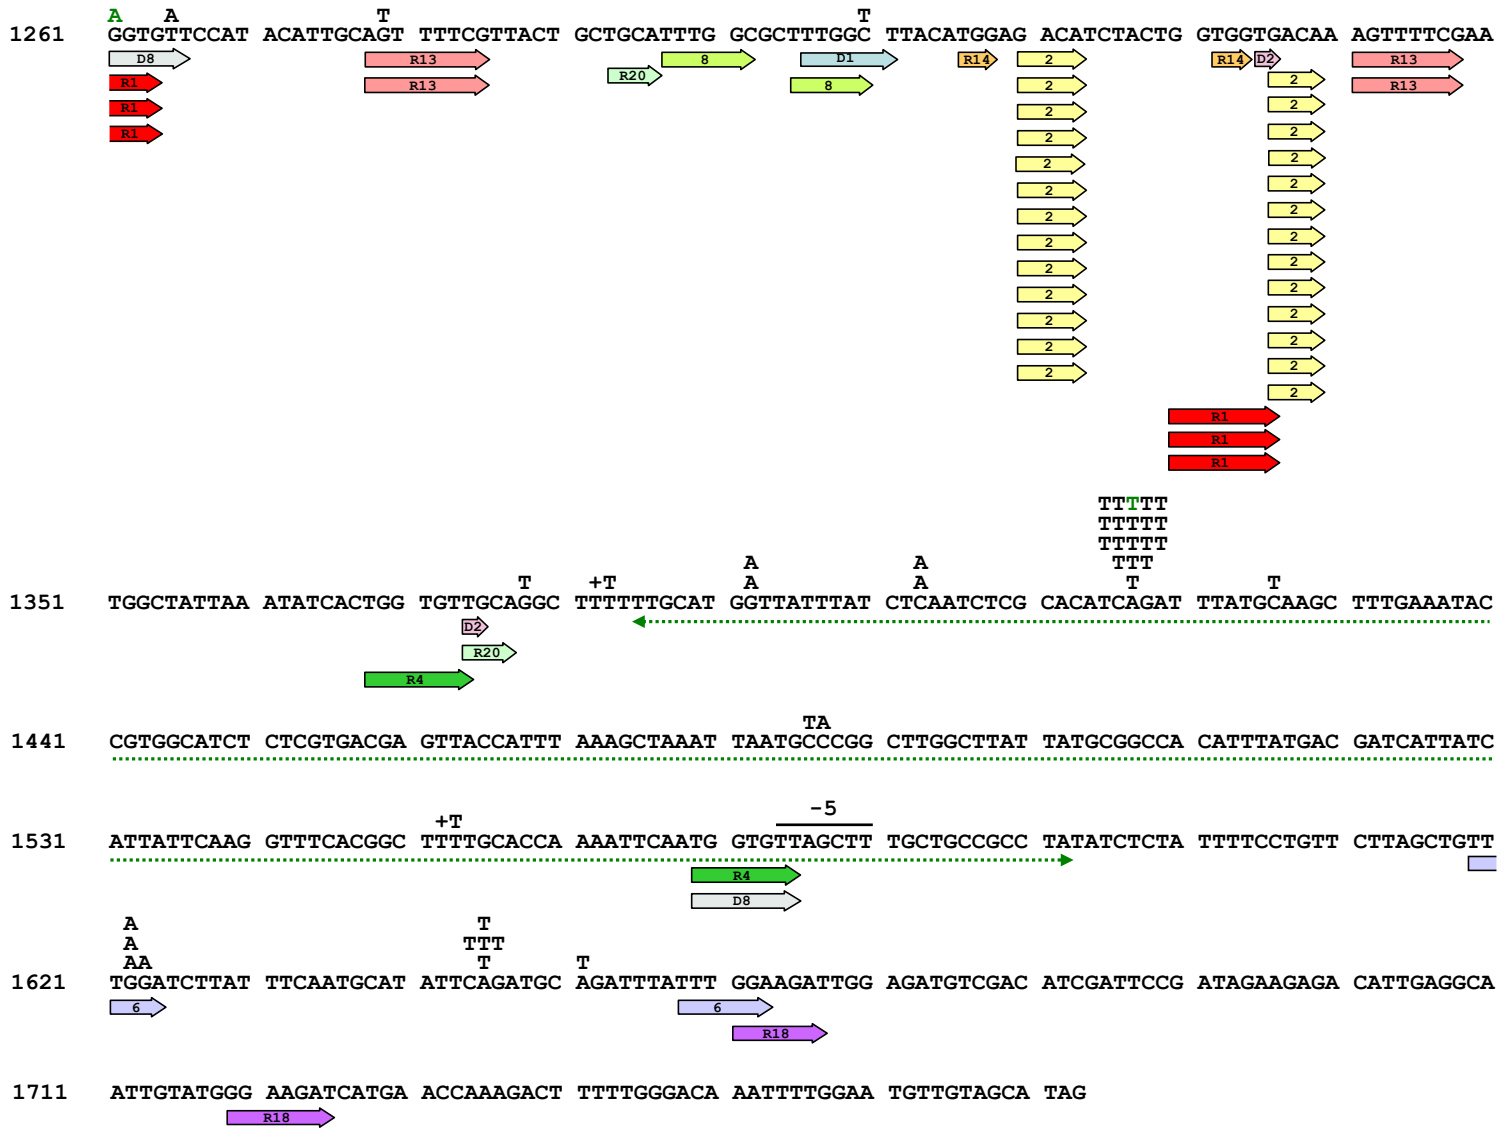 A A T T
1261 GGTGTTCCAT ACATTGCAGT TTTCGTTACT GCTGCATTTG GCGCTTTGGC TTACATGGAG ACATCTACTG GTGGTGACAA AGTTTTCGAA
D8 R13 R20 8 D1 R14 2 R14 D2 2 R13
R1 R13 8 2 2 R13
R1 2 2
R1 2 2
2 2
2 2
2 2
2 2
2 2
2 2
2 2
2 2
2 2
R1
R1
R1
TTTTT
TTTTT
TTTTT
A A TTT
T +T A A T T
1351 TGGCTATTAA ATATCACTGG TGTTGCAGGC TTTTTTGCAT GGTTATTTAT CTCAATCTCG CACATCAGAT TTATGCAAGC TTTGAAATAC
D2
R20
R4
TA
1441 CGTGGCATCT CTCGTGACGA GTTACCATTT AAAGCTAAAT TAATGCCCGG CTTGGCTTAT TATGCGGCCA CATTTATGAC GATCATTATC
-5
+T
1531 ATTATTCAAG GTTTCACGGC TTTTGCACCA AAATTCAATG GTGTTAGCTT TGCTGCCGCC TATATCTCTA TTTTCCTGTT CTTAGCTGTT
R4
D8
A T
A TTT
AA T T
1621 TGGATCTTAT TTCAATGCAT ATTCAGATGC AGATTTATTT GGAAGATTGG AGATGTCGAC ATCGATTCCG ATAGAAGAGA CATTGAGGCA
6 6
R18
1711 ATTGTATGGG AAGATCATGA ACCAAAGACT TTTTGGGACA AATTTTGGAA TGTTGTAGCA TAG
R18